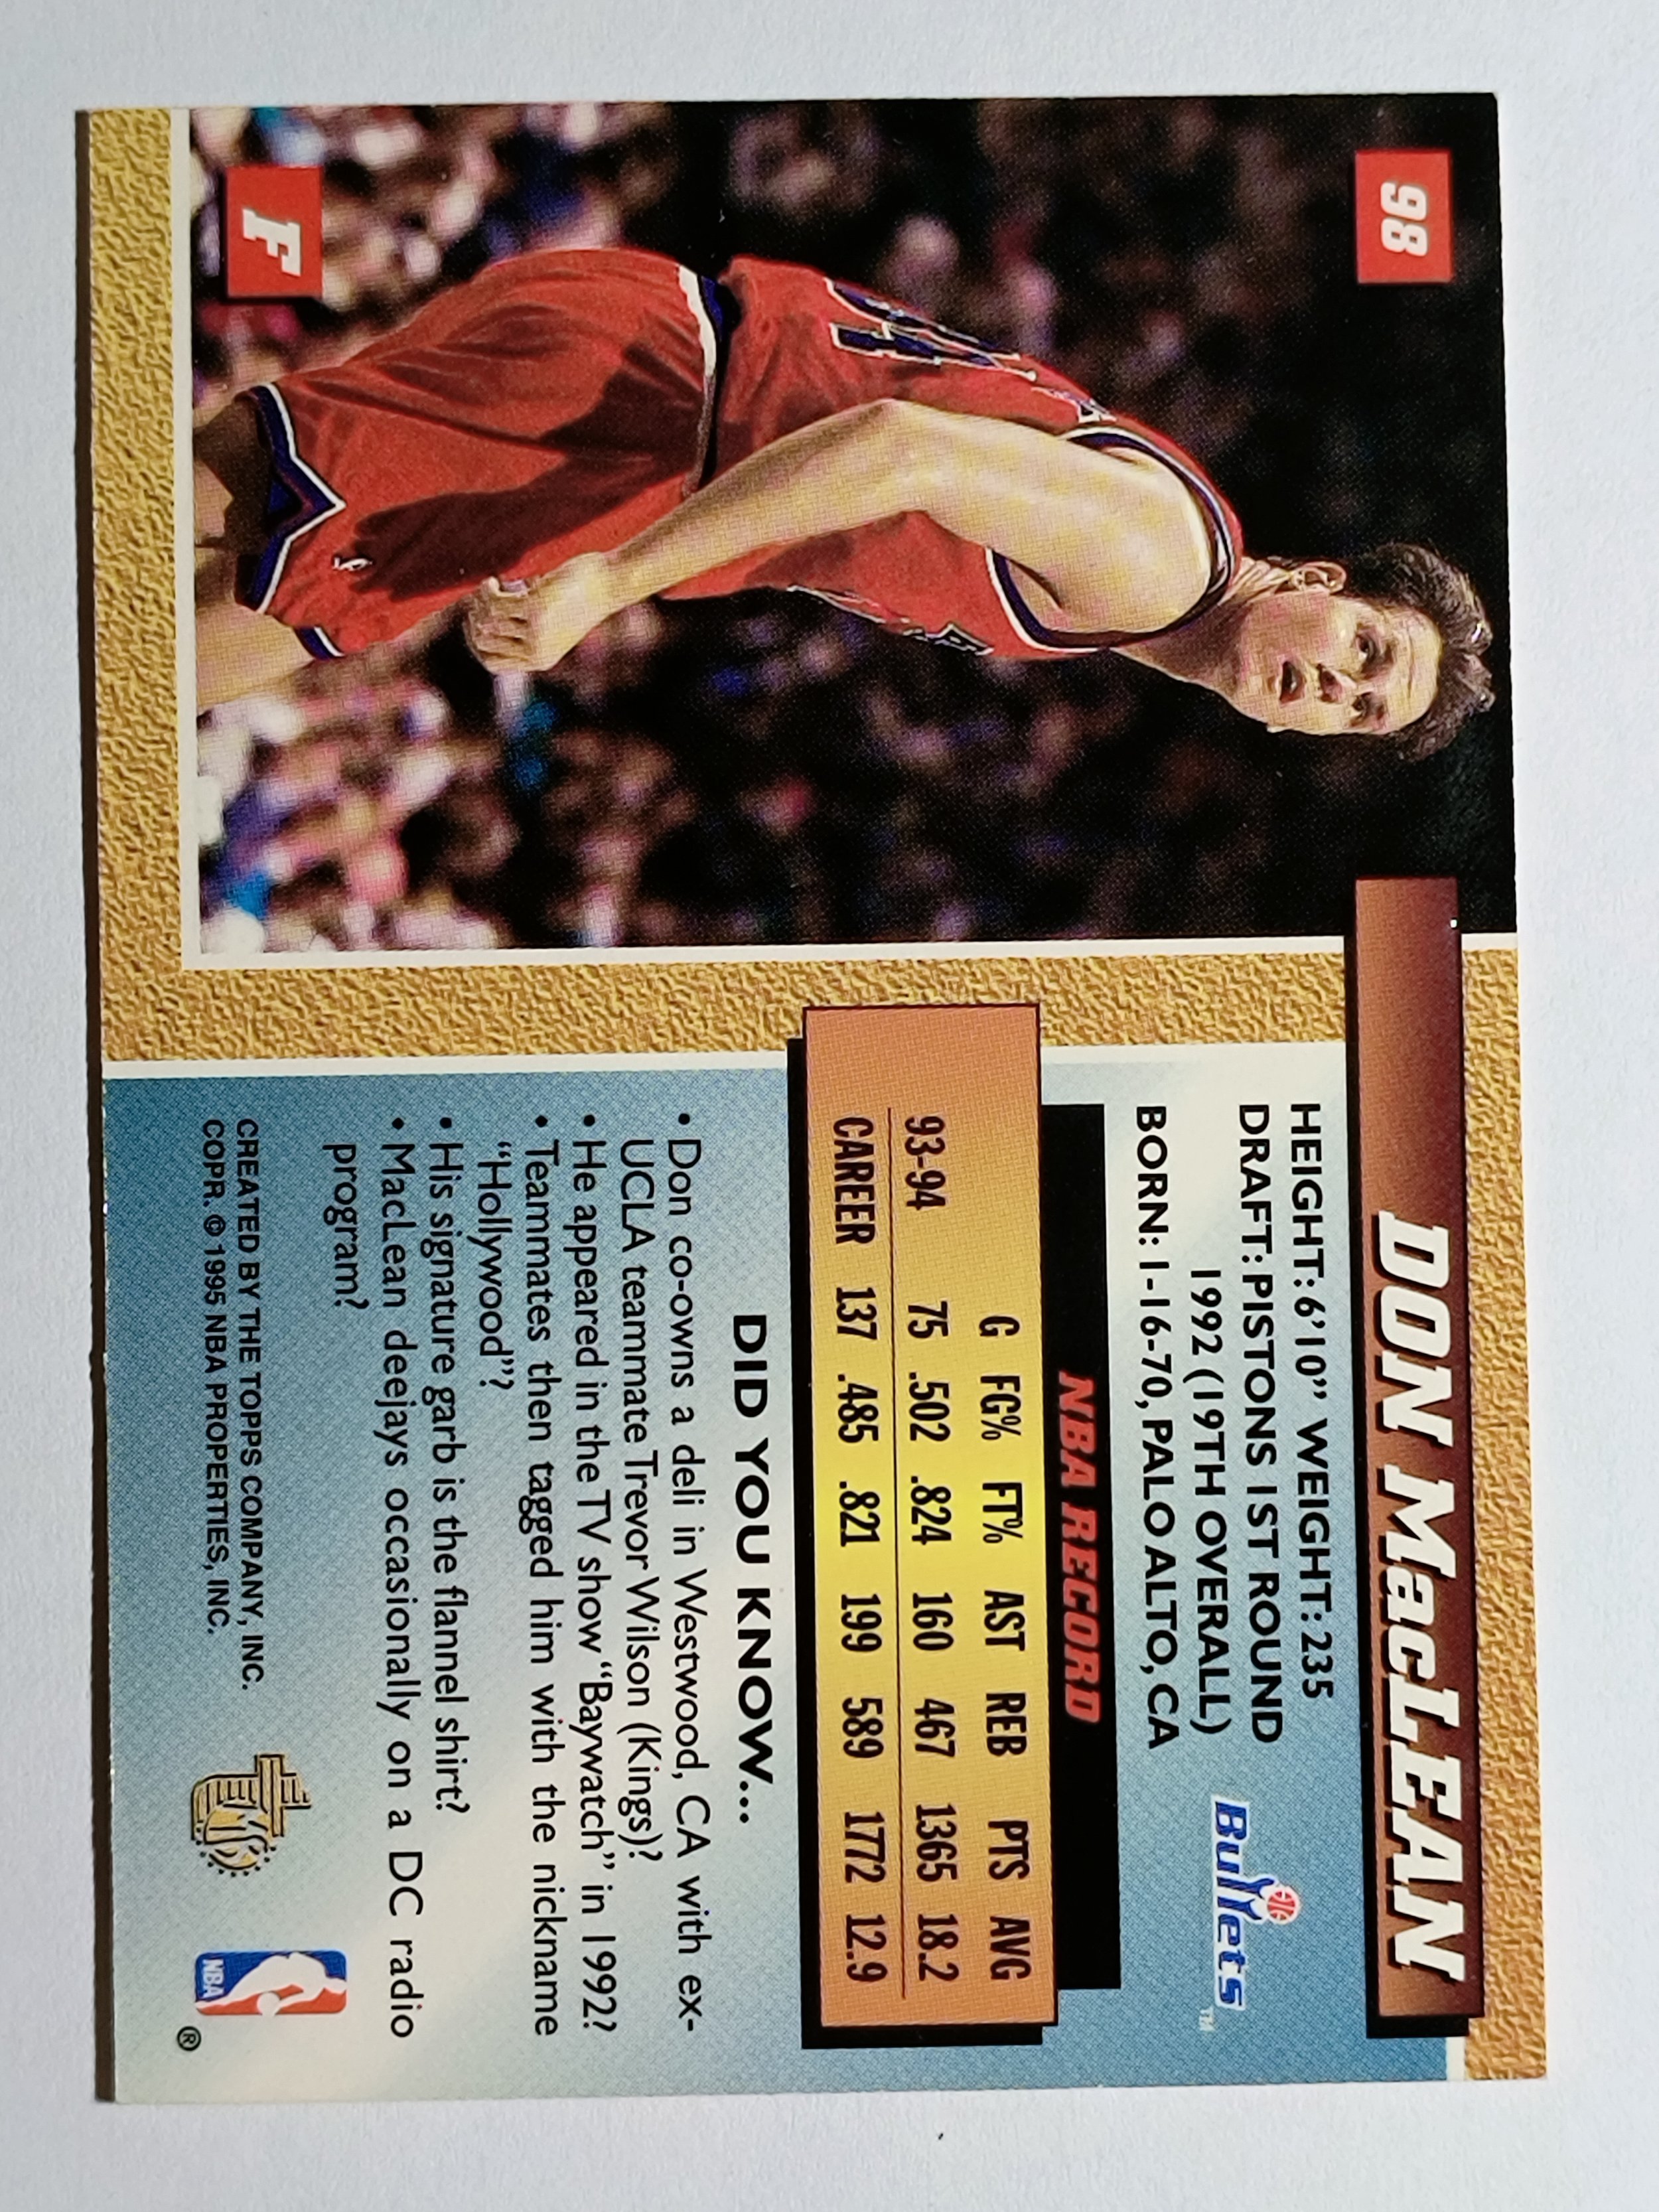 98
F
DON MacLEAN
HEIGHT: 6'10" WEIGHT: 235
DRAFT: PISTONS 1ST ROUND
1992 (19TH OVERALL)
BORN: 1-16-70, PALO ALTO, CA
Bullets™
NBA RECORD
G FG% FT% AST REB PTS AVG
93-94 75 .502 .824 160 467 1365 18.2
CAREER 137 .485 .821 199 589 1772 12.9
DID YOU KNOW...
• Don co-owns a deli in Westwood, CA with ex-
UCLA teammate Trevor Wilson (Kings)?
• He appeared in the TV show "Baywatch" in 1992?
• Teammates then tagged him with the nickname
"Hollywood"?
• His signature garb is the flannel shirt?
• MacLean deejays occasionally on a DC radio
program?
CREATED BY THE TOPPS COMPANY, INC.
COPR. © 1995 NBA PROPERTIES, INC.
NBA
®